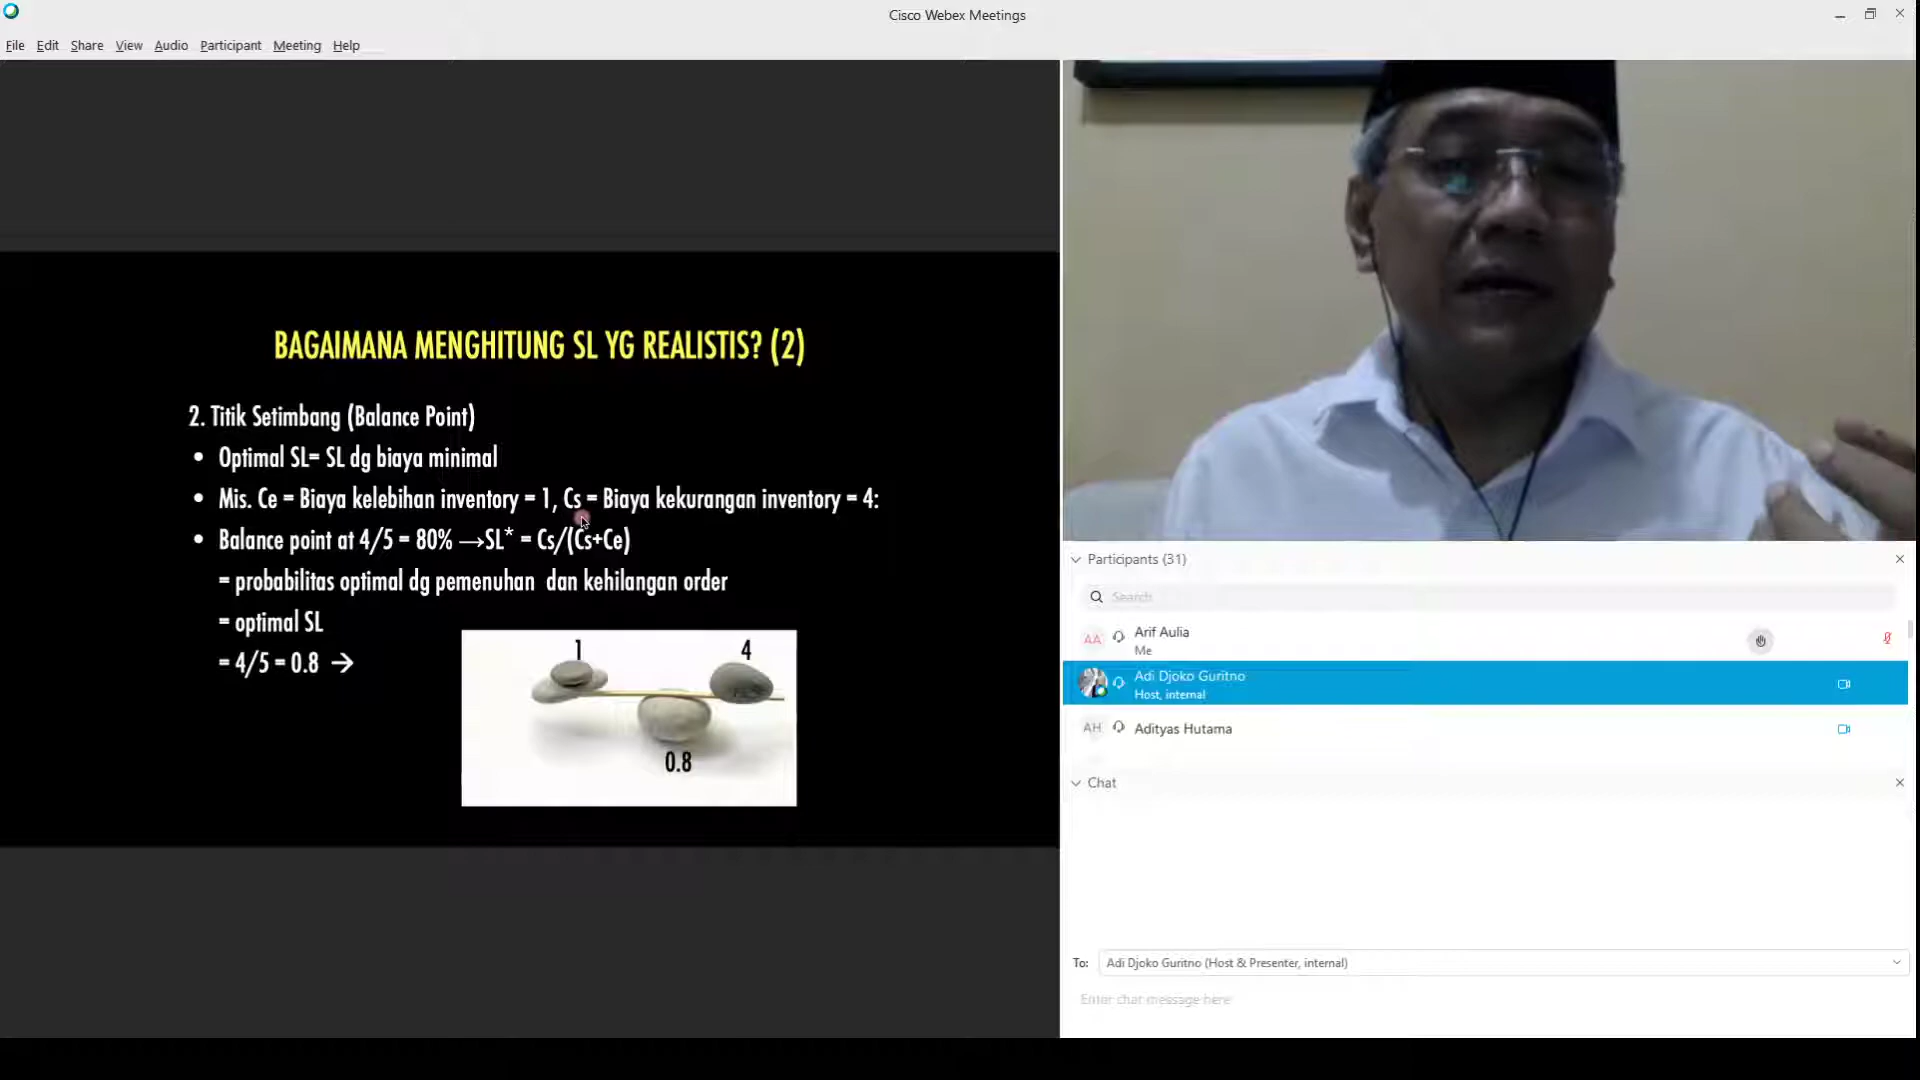 Cisco Webex Meetings
File Edit Share View Audio Participant Meeting Help
BAGAIMANA MENGHITUNG SL YG REALISTIS? (2)
2. Titik Setimbang (Balance Point)
• Optimal SL= SL dg biaya minimal
• Mis. Ce = Biaya kelebihan inventory = 1, Cs = Biaya kekurangan inventory = 4:
• Balance point at 4/5 = 80% →SL* = Cs/(Cs+Ce)
= probabilitas optimal dg pemenuhan dan kehilangan order
= optimal SL
= 4/5 = 0.8 →
1 4
0.8
Participants (31)
Search
AA Arif Aulia
Me
Adi Djoko Guritno
Host, internal
AH Adityas Hutama
Chat
To: Adi Djoko Guritno (Host & Presenter, internal)
Enter chat message here